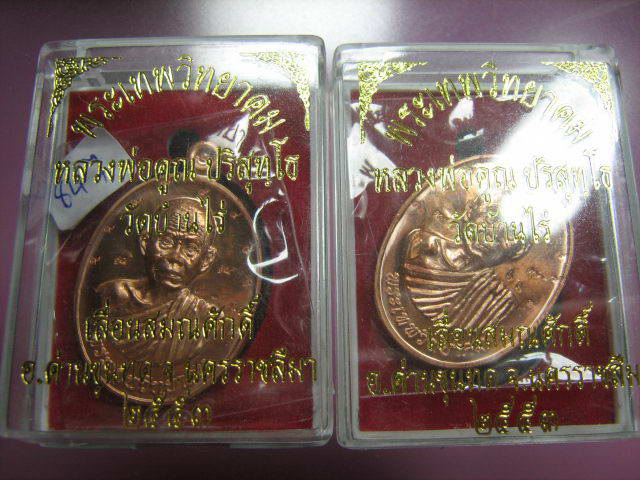 พระเทพวิทยาคม
หลวงพ่อคูณ ปริสุทฺโธ
วัดบ้านไร่
เลื่อนสมณศักดิ์
อ.ด่านขุนทด จ.นครราชสีมา
๒๕๕๓
พระเทพวิทยาคม
หลวงพ่อคูณ ปริสุทฺโธ
วัดบ้านไร่
เลื่อนสมณศักดิ์
อ.ด่านขุนทด จ.นครราชสีมา
๒๕๕๓